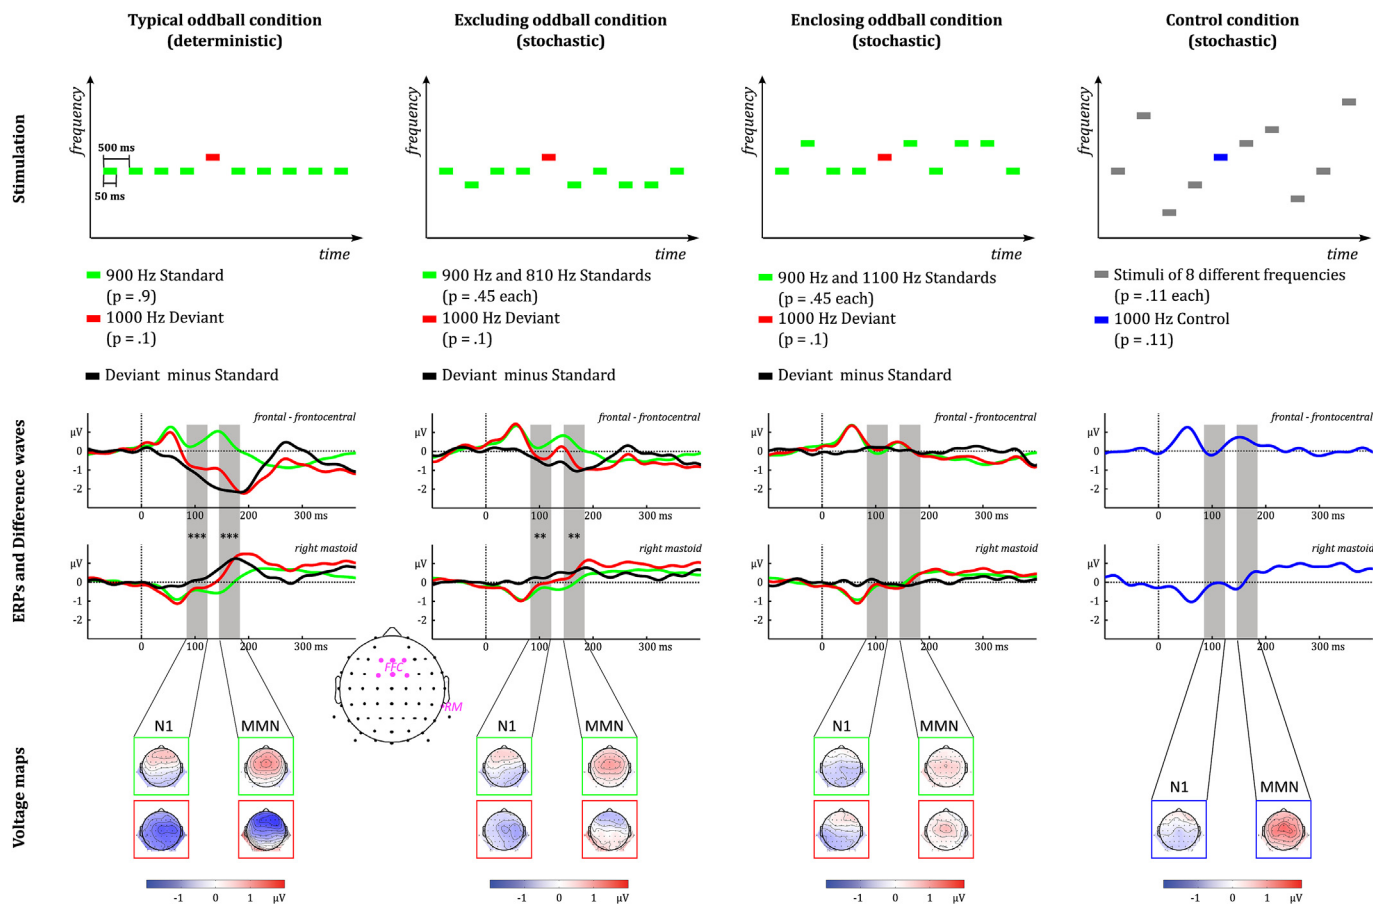 Typical oddball condition
(deterministic)
Excluding oddball condition
(stochastic)
Enclosing oddball condition
(stochastic)
Control condition
(stochastic)
Stimulation
frequency
500 ms
50 ms
time
frequency
time
frequency
time
frequency
time
900 Hz Standard
(p = .9)
1000 Hz Deviant
(p = .1)
Deviant minus Standard
900 Hz and 810 Hz Standards
(p = .45 each)
1000 Hz Deviant
(p = .1)
Deviant minus Standard
900 Hz and 1100 Hz Standards
(p = .45 each)
1000 Hz Deviant
(p = .1)
Deviant minus Standard
Stimuli of 8 different frequencies
(p = .11 each)
1000 Hz Control
(p = .11)
ERPs and Difference waves
frontal - frontocentral
µV
0
-1
-2
0 100 200 300 ms
*** ***
right mastoid
µV
0
-1
-2
0 100 200 300 ms
frontal - frontocentral
µV
0
-1
-2
0 100 200 300 ms
** **
right mastoid
µV
0
-1
-2
0 100 200 300 ms
frontal - frontocentral
µV
0
-1
-2
0 100 200 300 ms
right mastoid
µV
0
-1
-2
0 100 200 300 ms
frontal - frontocentral
µV
0
-1
-2
0 100 200 300 ms
right mastoid
µV
0
-1
-2
0 100 200 300 ms
FFC
RM
Voltage maps
N1 MMN
N1 MMN
N1 MMN
N1 MMN
-1 0 1 µV
-1 0 1 µV
-1 0 1 µV
-1 0 1 µV